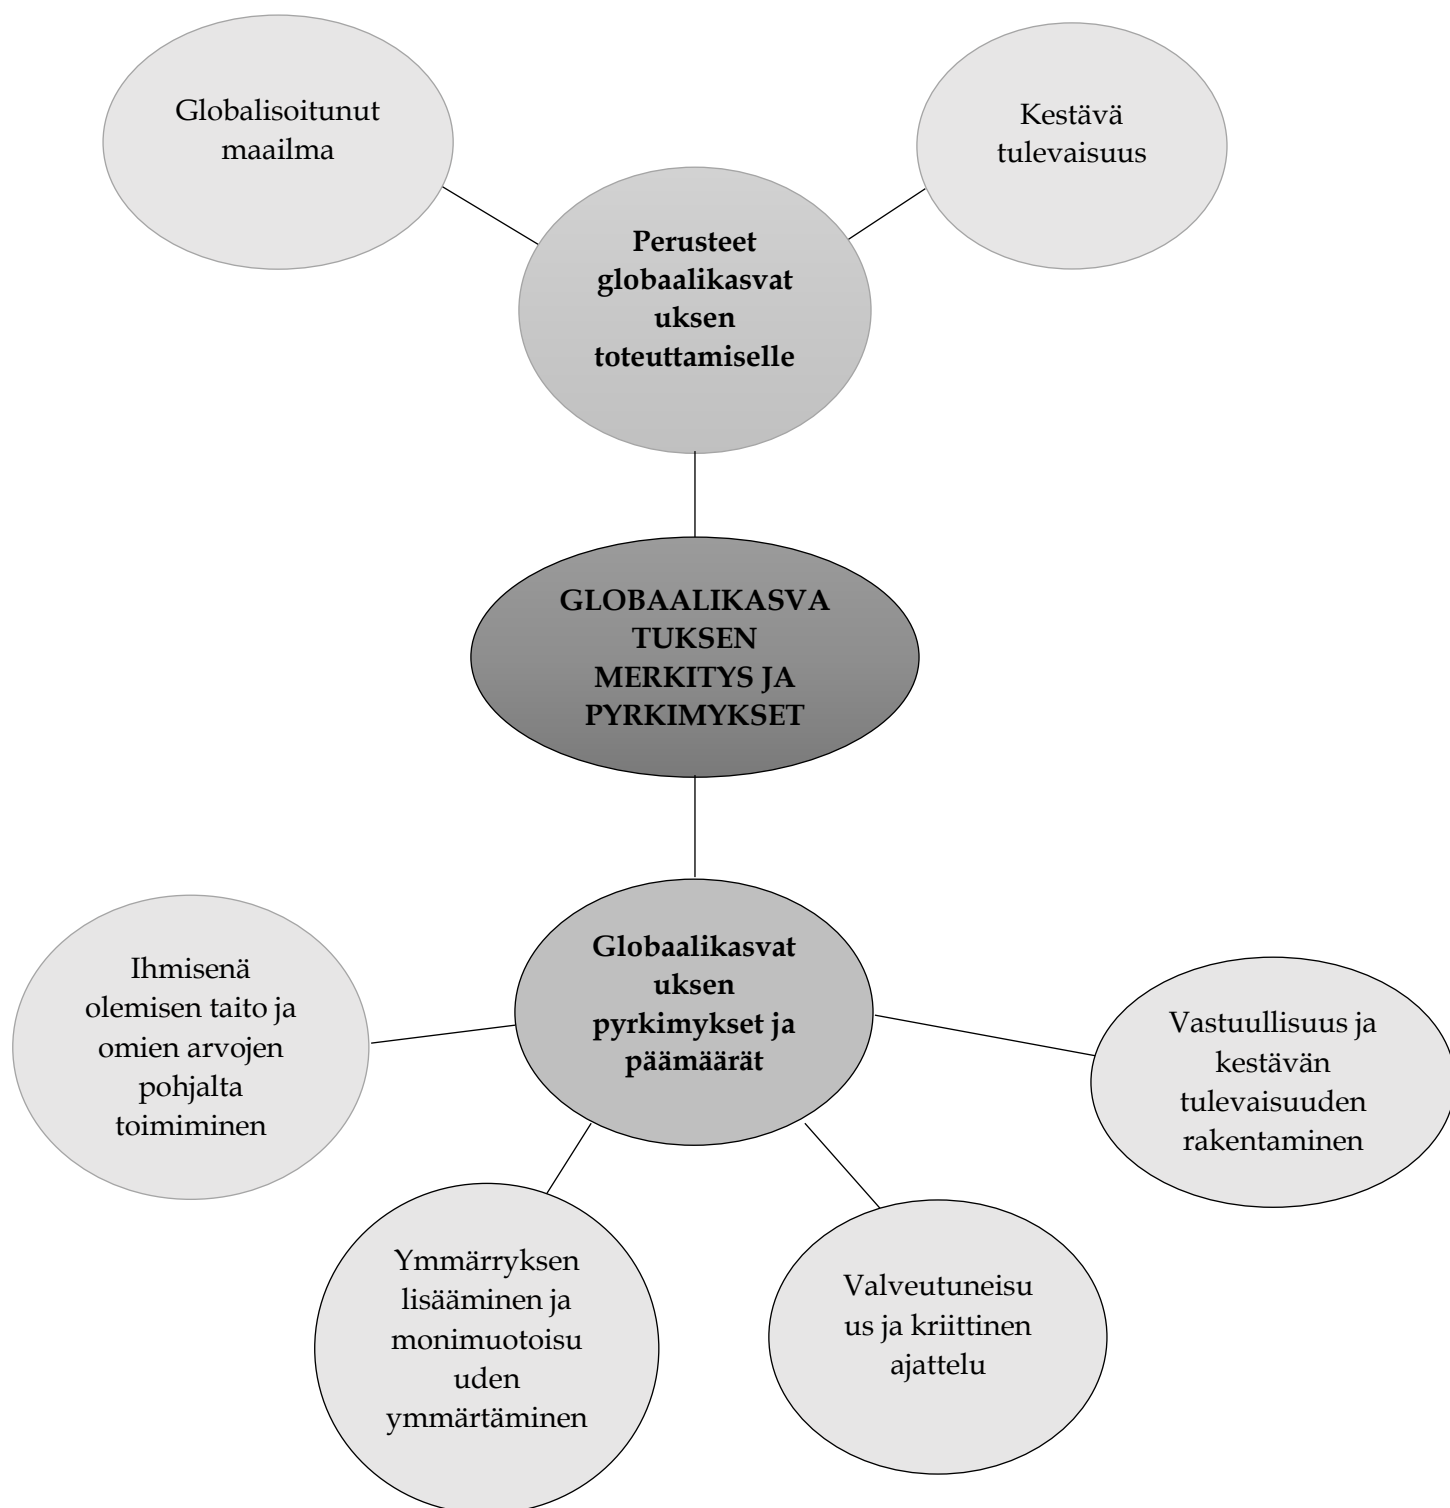 Globalisoitunut
maailma
Kestävä
tulevaisuus
Perusteet
globaalikasvat
uksen
toteuttamiselle
GLOBAALIKASVA
TUKSEN
MERKITYS JA
PYRKIMYKSET
Globaalikasvat
uksen
pyrkimykset ja
päämäärät
Ihmisenä
olemisen taito ja
omien arvojen
pohjalta
toimiminen
Vastuullisuus ja
kestävän
tulevaisuuden
rakentaminen
Ymmärryksen
lisääminen ja
monimuotoisu
uden
ymmärtäminen
Valveutuneisu
us ja kriittinen
ajattelu